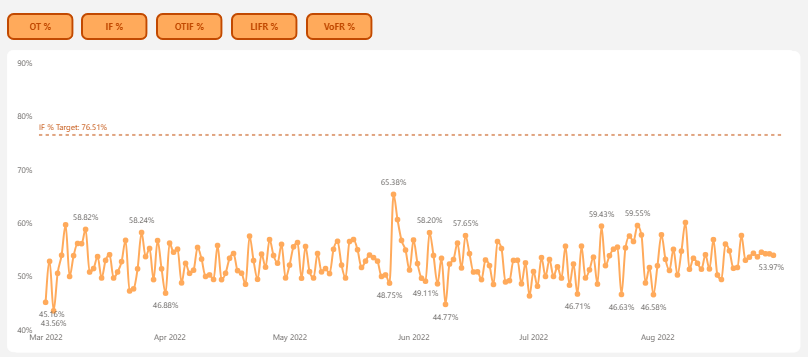 OT %
IF %
OTIF %
LIFR %
VoFR %
90%
80%
IF % Target: 76.51%
70%
65.38%
60%
58.82%
58.24%
58.20%
57.65%
59.43%
59.55%
50%
53.97%
48.75%
49.11%
46.88%
46.71%
46.63%
46.58%
45.16%
44.77%
43.56%
40%
Mar 2022
Apr 2022
May 2022
Jun 2022
Jul 2022
Aug 2022